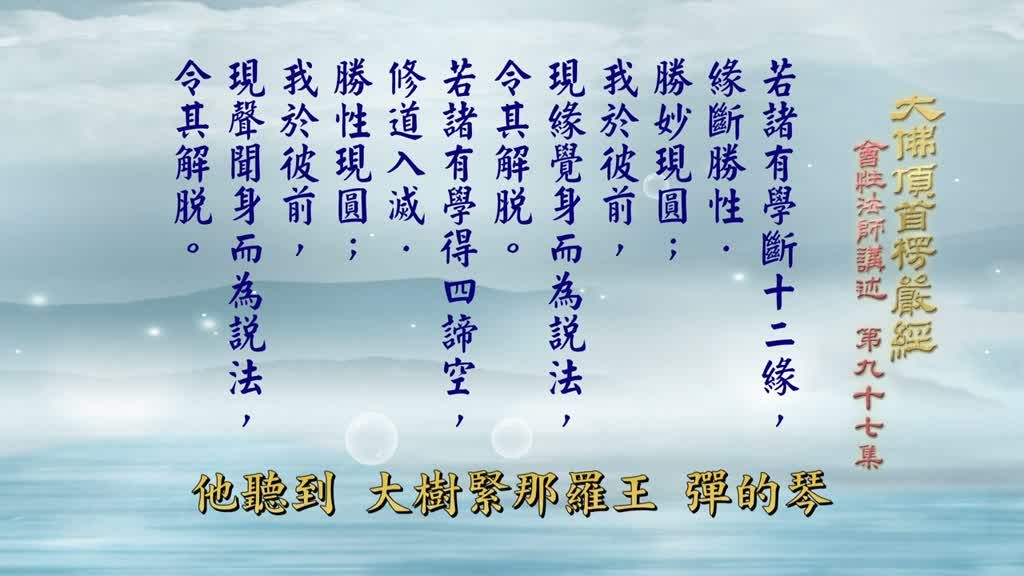 大佛頂首楞嚴經
會性法師講述 第九十七集
若諸有學斷十二緣，
緣斷勝性．
勝妙現圓；
我於彼前，
現緣覺身而為說法，
令其解脫。
若諸有學得四諦空，
修道入滅．
勝性現圓；
我於彼前，
現聲聞身而為說法，
令其解脫。
他聽到 大樹緊那羅王 彈的琴